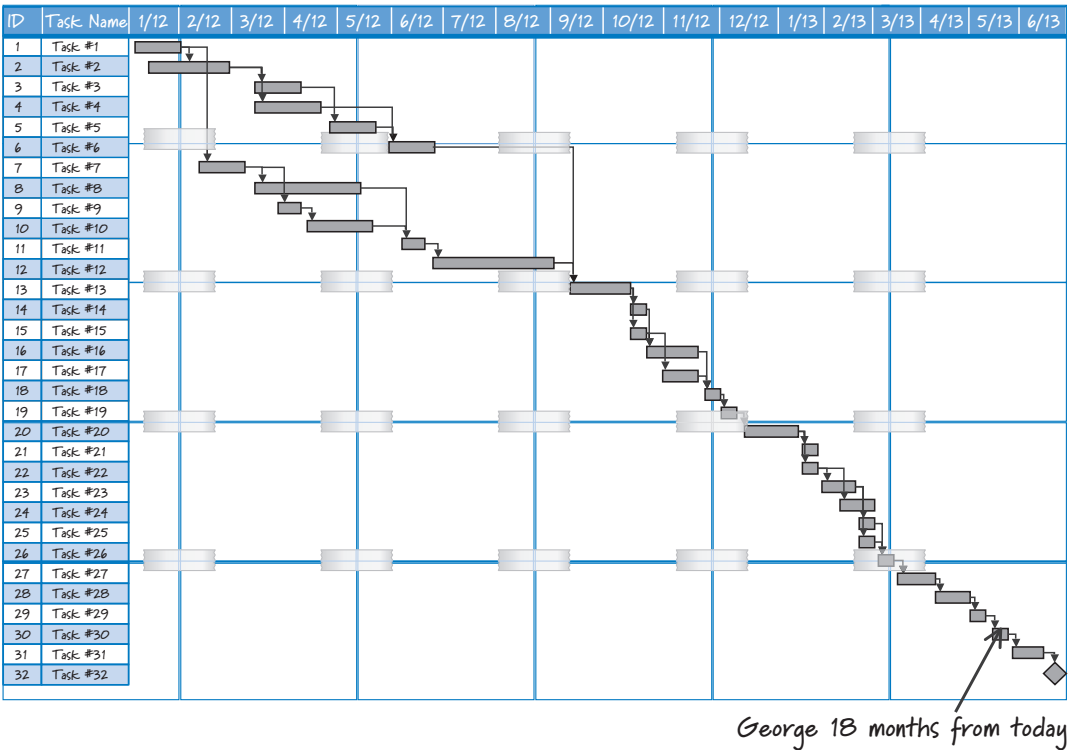 ID Task Name 1/12 2/12 3/12 4/12 5/12 6/12 7/12 8/12 9/12 10/12 11/12 12/12 1/13 2/13 3/13 4/13 5/13 6/13
1 Task #1
2 Task #2
3 Task #3
4 Task #4
5 Task #5
6 Task #6
7 Task #7
8 Task #8
9 Task #9
10 Task #10
11 Task #11
12 Task #12
13 Task #13
14 Task #14
15 Task #15
16 Task #16
17 Task #17
18 Task #18
19 Task #19
20 Task #20
21 Task #21
22 Task #22
23 Task #23
24 Task #24
25 Task #25
26 Task #26
27 Task #27
28 Task #28
29 Task #29
30 Task #30
31 Task #31
32 Task #32
George 18 months from today